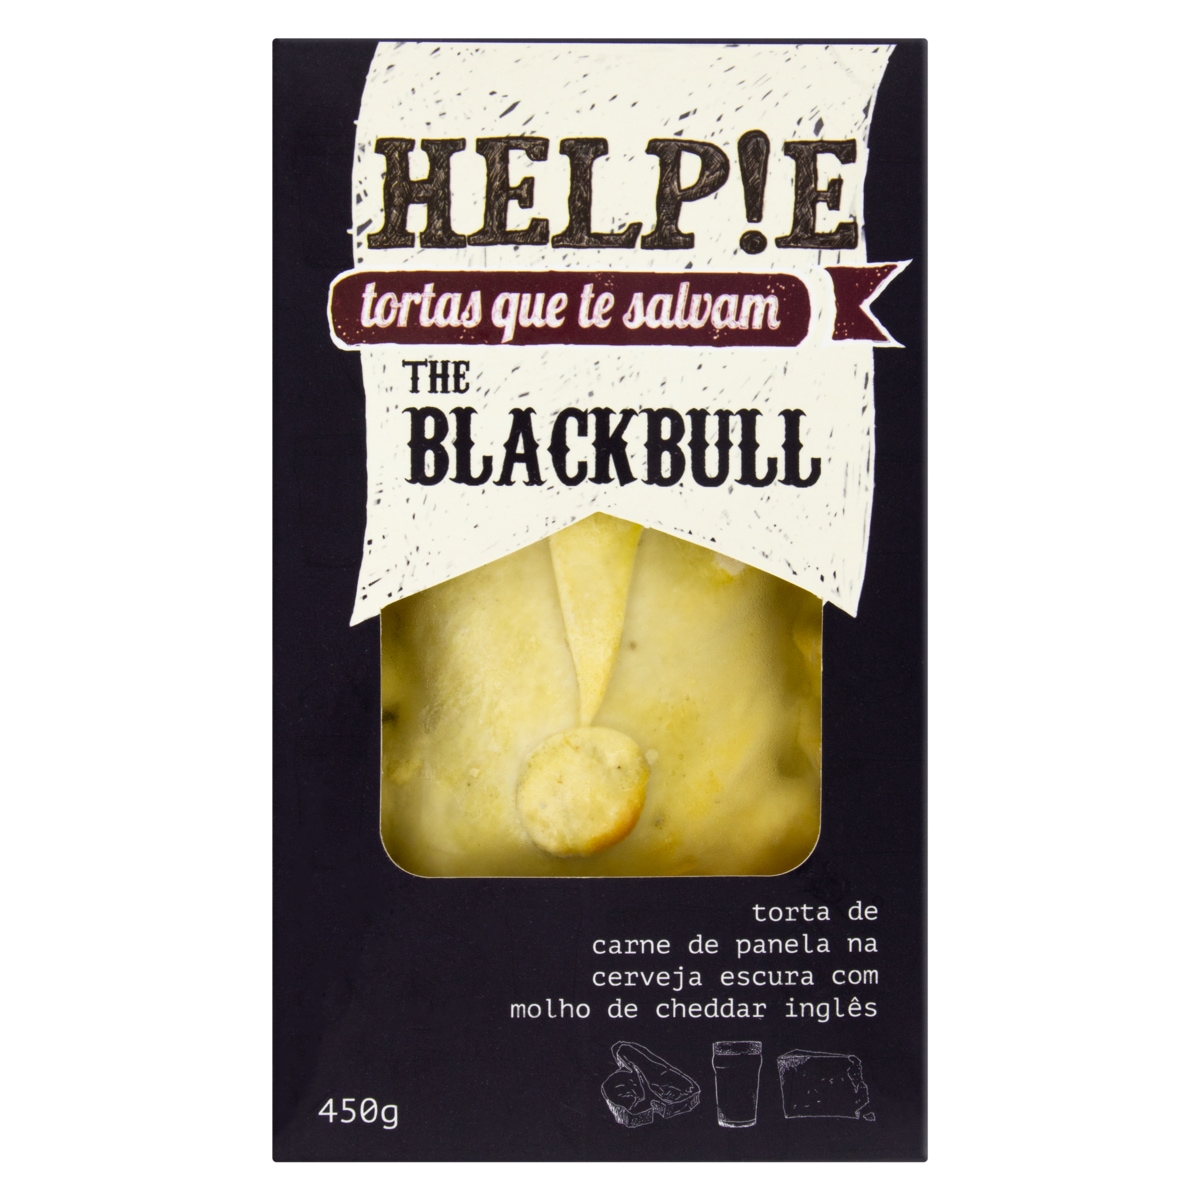 HELP!E
tortas que te salvam
THE
BLACKBULL
torta de
carne de panela na
cerveja escura com
molho de cheddar inglês
450g